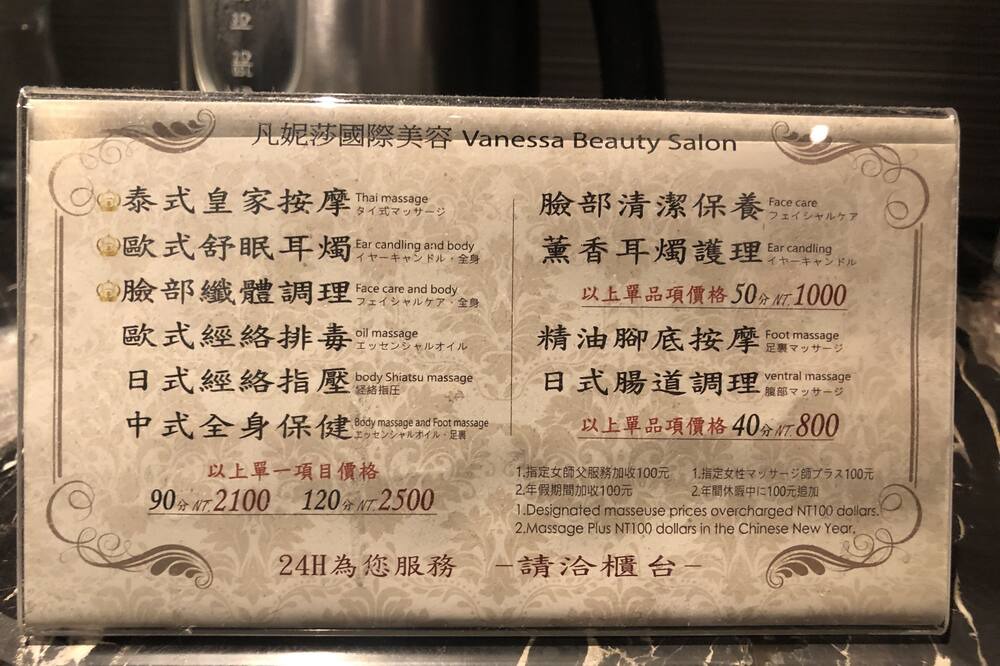 凡妮莎國際美容 Vanessa Beauty Salon
泰式皇家按摩 Thai massage
タイ式マッサージ
歐式舒眠耳燭 Ear candling and body
イヤーキャンドル・全身
臉部纖體調理 Face care and body
フェイシャルケア・全身
歐式經絡排毒 oil massage
エッセンシャルオイル
日式經絡指壓 body Shiatsu massage
経絡指圧
中式全身保健 Body massage and Foot massage
エッセンシャルオイル・足裏
以上單一項目價格
90分NT.2100 120分NT.2500
臉部清潔保養 Face care
フェイシャルケア
薰香耳燭護理 Ear candling
イヤーキャンドル
以上單品項價格50分NT.1000
精油腳底按摩 Foot massage
足裏マッサージ
日式腸道調理 ventral massage
腹部マッサージ
以上單品項價格40分NT.800
1.指定女師父服務加收100元 1.指定女性マッサージ師プラス100元
2.年假期間加收100元 2.年間休暇中に100元追加
1.Designated masseuse prices overcharged NT100 dollars.
2.Massage Plus NT100 dollars in the Chinese New Year.
24H為您服務 －請洽櫃台－